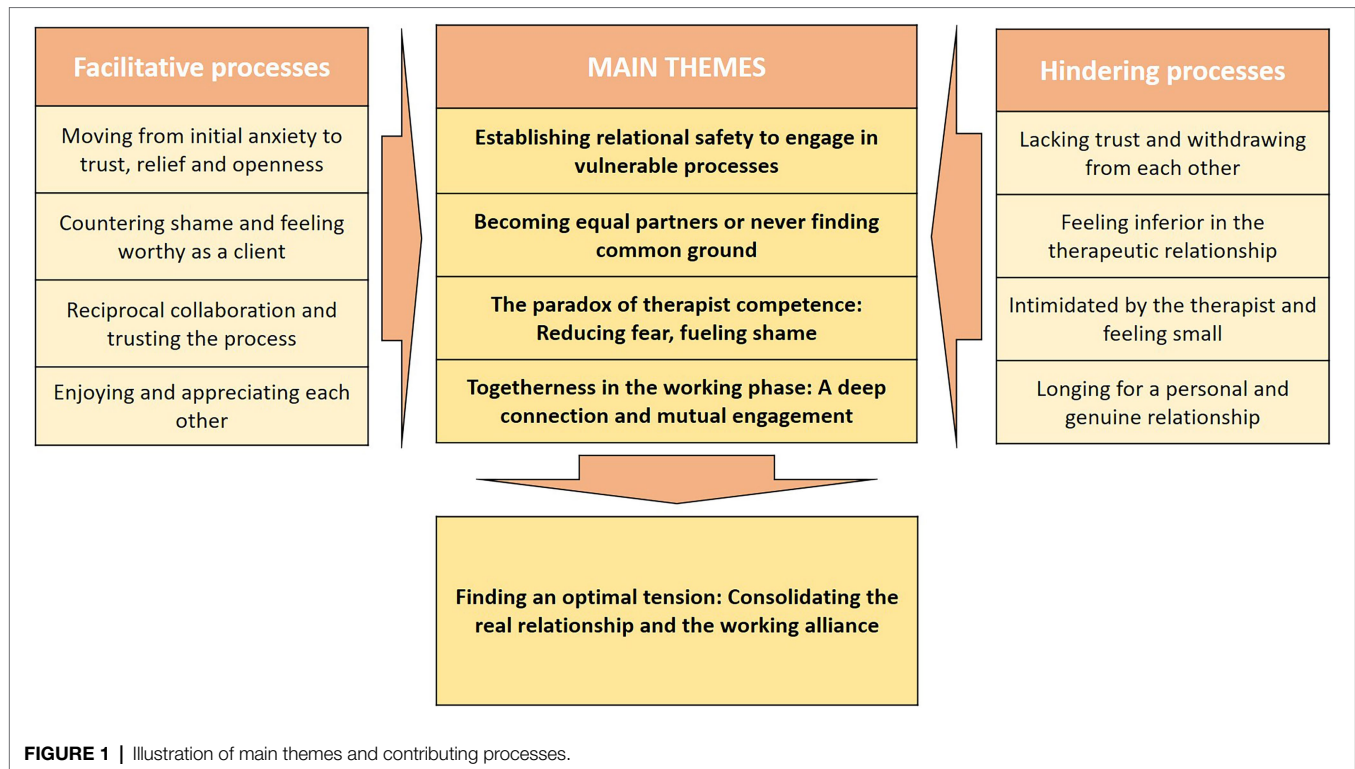 Facilitative processes
Moving from initial anxiety to
trust, relief and openness
Countering shame and feeling
worthy as a client
Reciprocal collaboration and
trusting the process
Enjoying and appreciating each
other
MAIN THEMES
Establishing relational safety to engage in
vulnerable processes
Becoming equal partners or never finding
common ground
The paradox of therapist competence:
Reducing fear, fueling shame
Togetherness in the working phase: A deep
connection and mutual engagement
Hindering processes
Lacking trust and withdrawing
from each other
Feeling inferior in the
therapeutic relationship
Intimidated by the therapist and
feeling small
Longing for a personal and
genuine relationship
Finding an optimal tension: Consolidating the
real relationship and the working alliance
FIGURE 1 | Illustration of main themes and contributing processes.